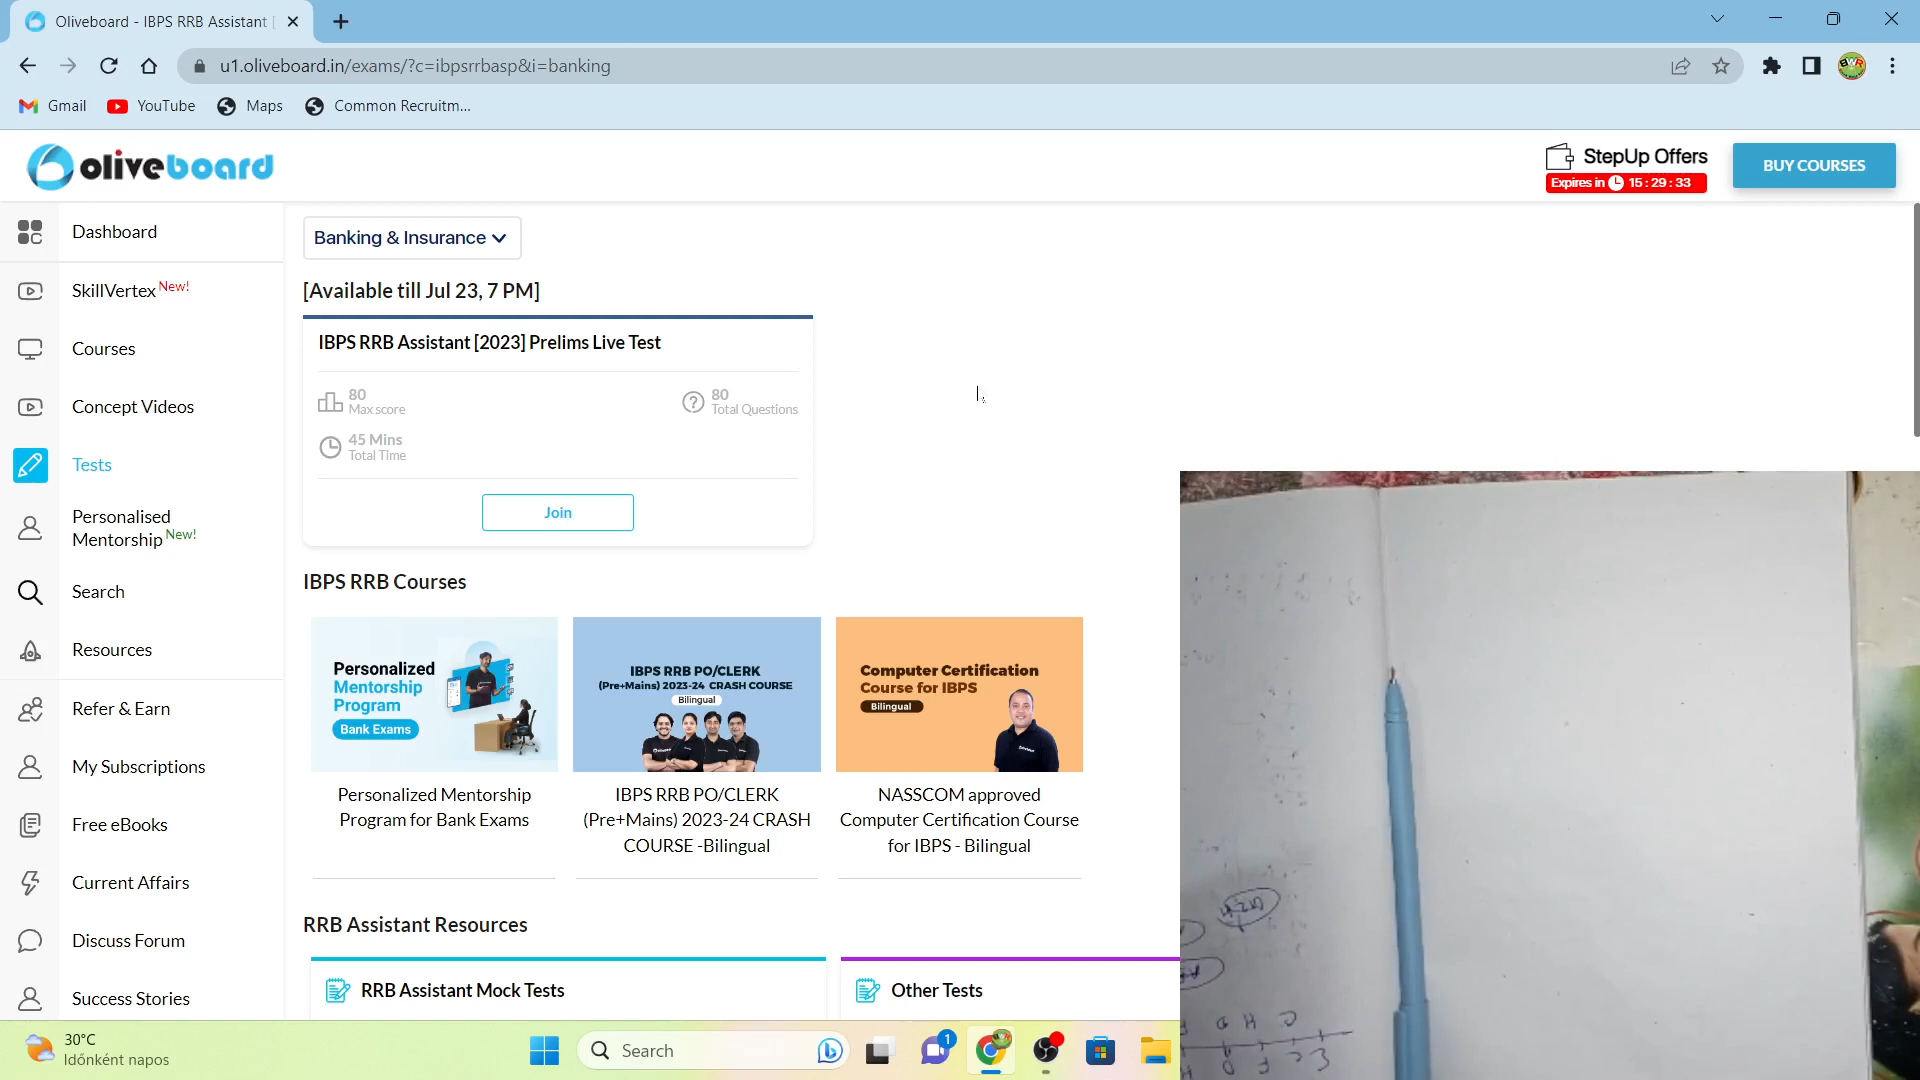 Oliveboard - IBPS RRB Assistant [
u1.oliveboard.in/exams/?c=ibpsrrbasp&i=banking
BWR
Gmail
YouTube
Maps
Common Recruitm...
oliveboard
StepUp Offers
Expires in 15 : 29 : 33
BUY COURSES
Dashboard
SkillVertex New!
Courses
Concept Videos
Tests
Personalised
Mentorship New!
Search
Resources
Refer & Earn
My Subscriptions
Free eBooks
Current Affairs
Discuss Forum
Success Stories
Banking & Insurance
[Available till Jul 23, 7 PM]
IBPS RRB Assistant [2023] Prelims Live Test
80
Max score
80
Total Questions
45 Mins
Total Time
Join
IBPS RRB Courses
Personalized
Mentorship
Program
Bank Exams
Personalized Mentorship
Program for Bank Exams
IBPS RRB PO/CLERK
(Pre+Mains) 2023-24 CRASH COURSE
Bilingual
IBPS RRB PO/CLERK
(Pre+Mains) 2023-24 CRASH
COURSE -Bilingual
Computer Certification
Course for IBPS
Bilingual
NASSCOM approved
Computer Certification Course
for IBPS - Bilingual
RRB Assistant Resources
RRB Assistant Mock Tests
Other Tests
30°C
Időnként napos
Search
1